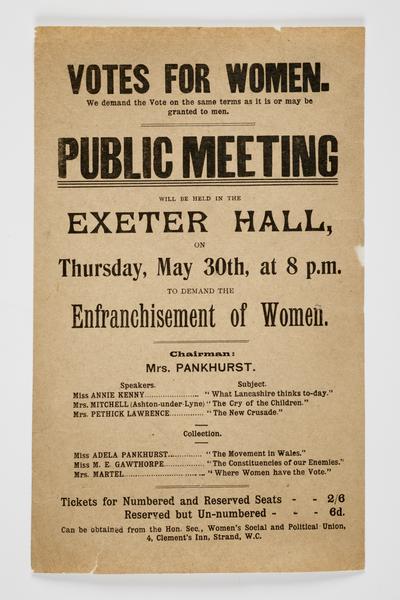 VOTES FOR WOMEN.
We demand the Vote on the same terms as it is or may be
granted to men.
PUBLIC MEETING
WILL BE HELD IN THE
EXETER HALL,
ON
Thursday, May 30th, at 8 p.m.
TO DEMAND THE
Enfranchisement of Women.
Chairman:
Mrs. PANKHURST.
Speakers. Subject.
Miss ANNIE KENNY..................... "What Lancashire thinks to-day."
Mrs. MITCHELL (Ashton-under-Lyne) "The Cry of the Children."
Mrs. PETHICK LAWRENCE............ "The New Crusade."
Collection.
Miss ADELA PANKHURST............ "The Movement in Wales."
Miss M. E. GAWTHORPE............... "The Constituencies of our Enemies."
Mrs. MARTEL........................... "Where Women have the Vote."
Tickets for Numbered and Reserved Seats - - 2/6
Reserved but Un-numbered - - - 6d.
Can be obtained from the Hon. Sec., Women's Social and Political Union,
4, Clement's Inn, Strand, W.C.